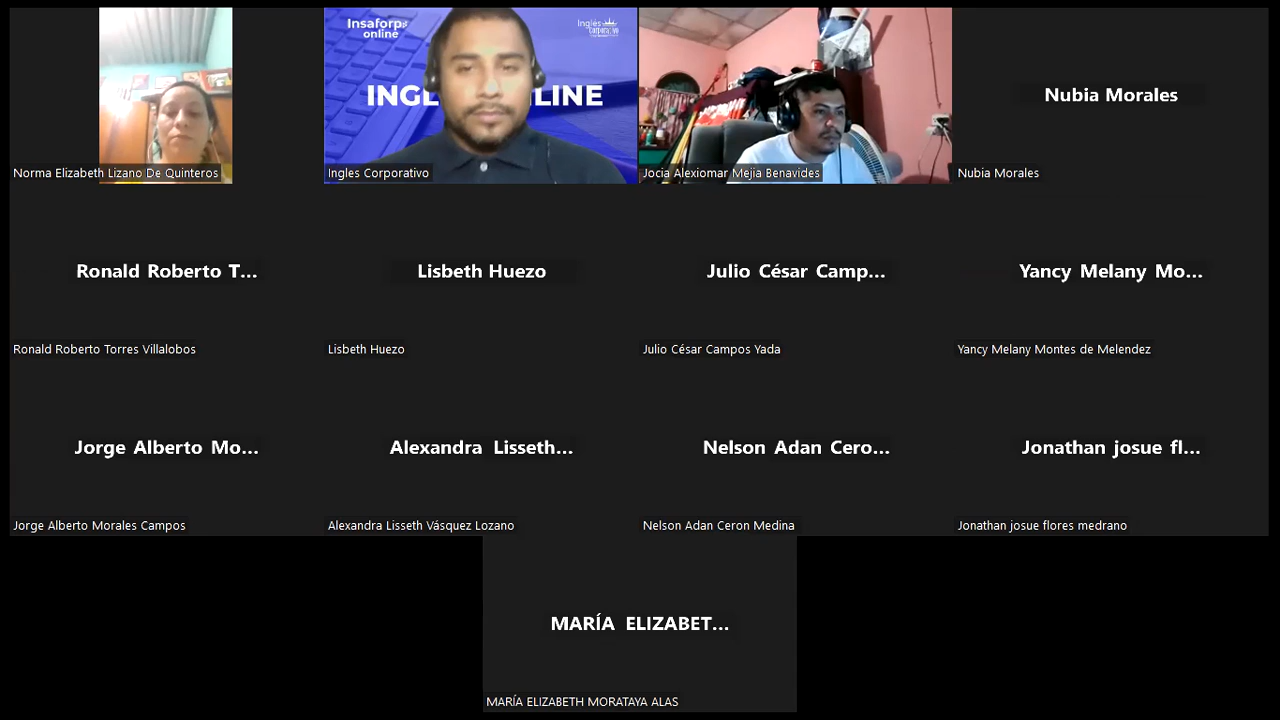 Insaforp
online
Inglés
corporativo
INGL
LINE
Norma Elizabeth Lizano De Quinteros
Ingles Corporativo
Jocia Alexiomar Mejia Benavides
Nubia Morales
Nubia Morales
Ronald Roberto T...
Lisbeth Huezo
Julio César Camp...
Yancy Melany Mo...
Ronald Roberto Torres Villalobos
Lisbeth Huezo
Julio César Campos Yada
Yancy Melany Montes de Melendez
Jorge Alberto Mo...
Alexandra Lisseth...
Nelson Adan Cero...
Jonathan josue fl...
Jorge Alberto Morales Campos
Alexandra Lisseth Vásquez Lozano
Nelson Adan Ceron Medina
Jonathan josue flores medrano
MARÍA ELIZABET...
MARÍA ELIZABETH MORATAYA ALAS